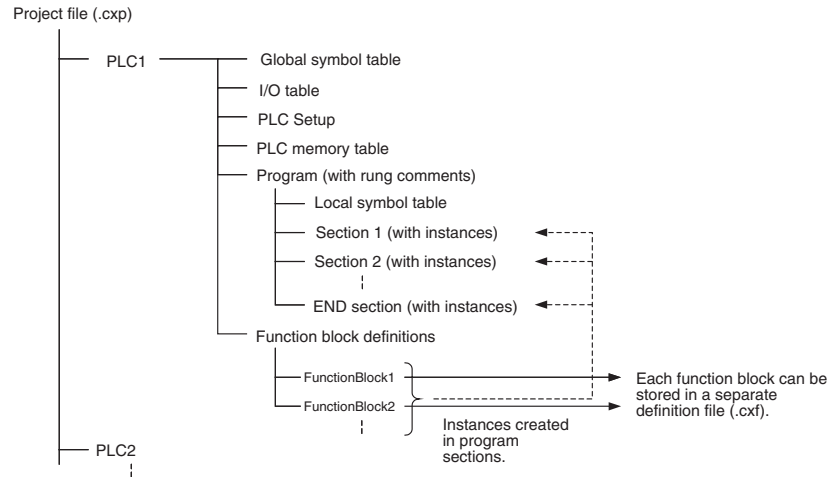 Project file (.cxp)
PLC1
Global symbol table
I/O table
PLC Setup
PLC memory table
Program (with rung comments)
Local symbol table
Section 1 (with instances)
Section 2 (with instances)
END section (with instances)
Function block definitions
FunctionBlock1
FunctionBlock2
Each function block can be
stored in a separate
definition file (.cxf).
Instances created
in program
sections.
PLC2